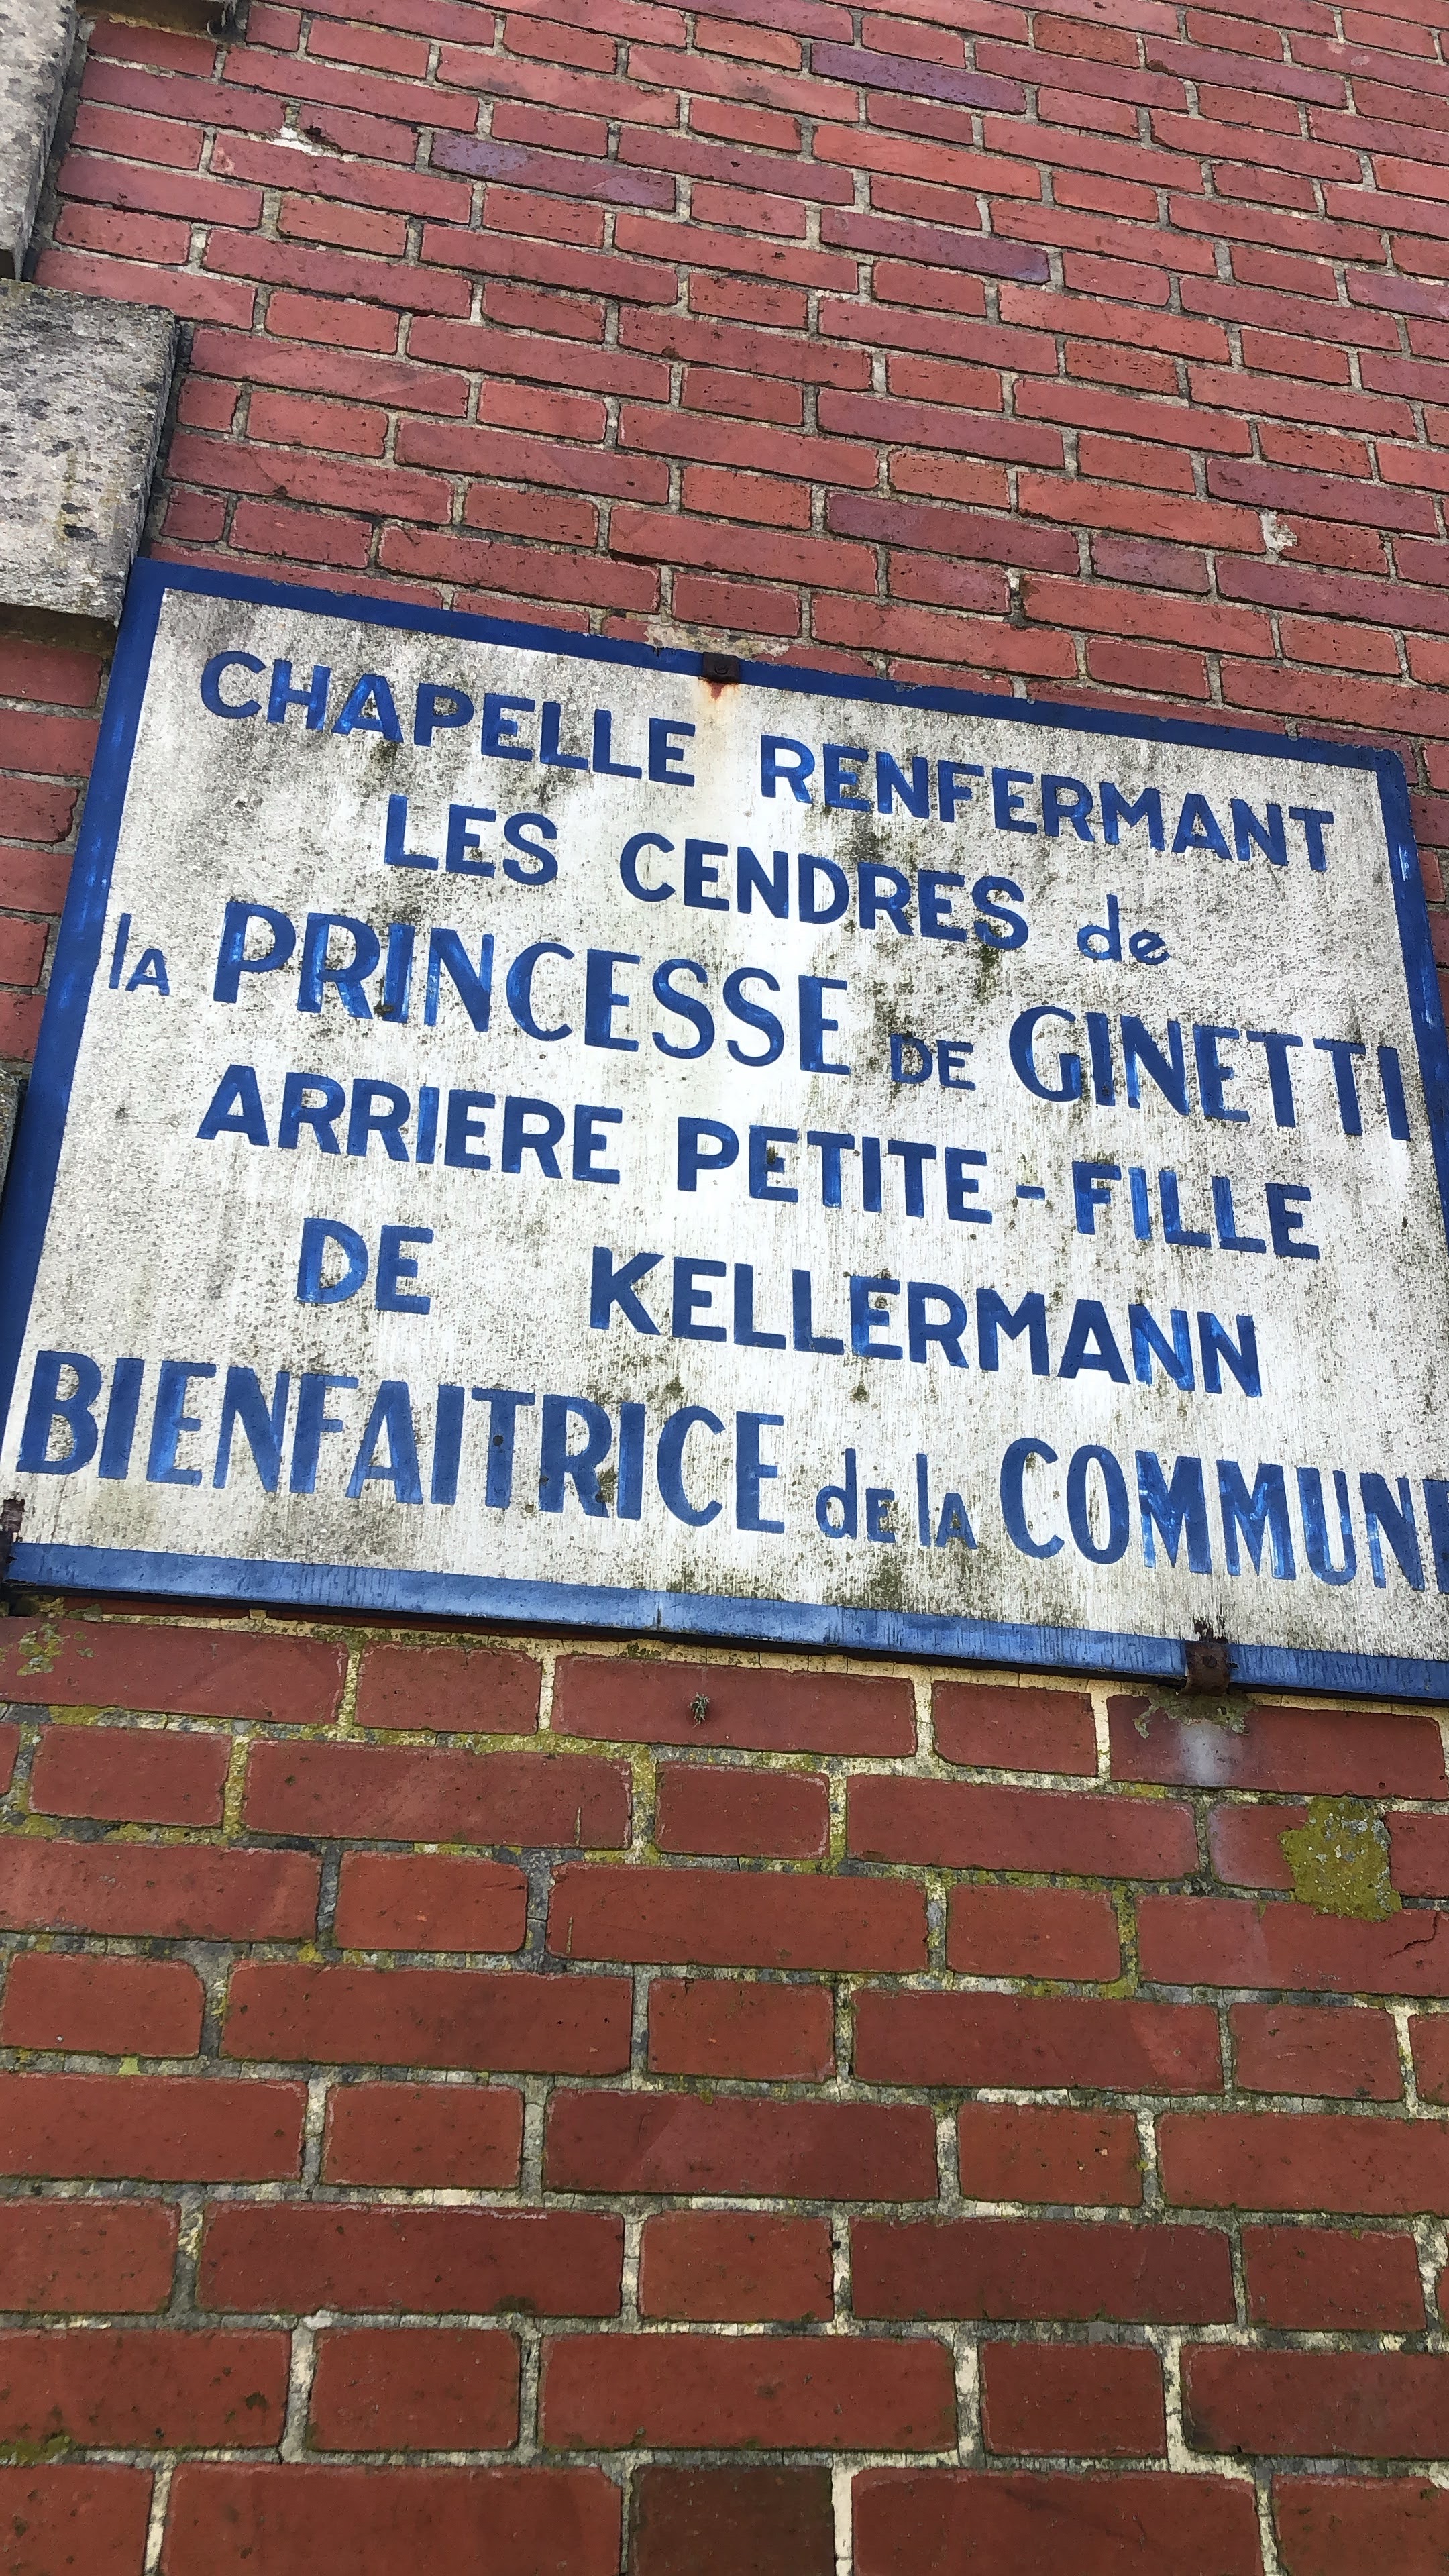 CHAPELLE RENFERMANT
LES CENDRES de
lA PRINCESSE DE GINETTI
ARRIERE PETITE-FILLE
DE KELLERMANN
BIENFAITRICE dE lA COMMUNE